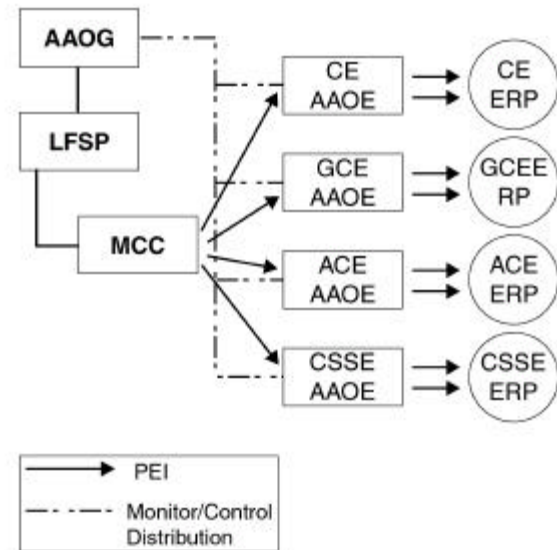 AAOG
LFSP
MCC
CE
AAOE
CE
ERP
GCE
AAOE
GCEE
RP
ACE
AAOE
ACE
ERP
CSSE
AAOE
CSSE
ERP
PEI
Monitor/Control
Distribution